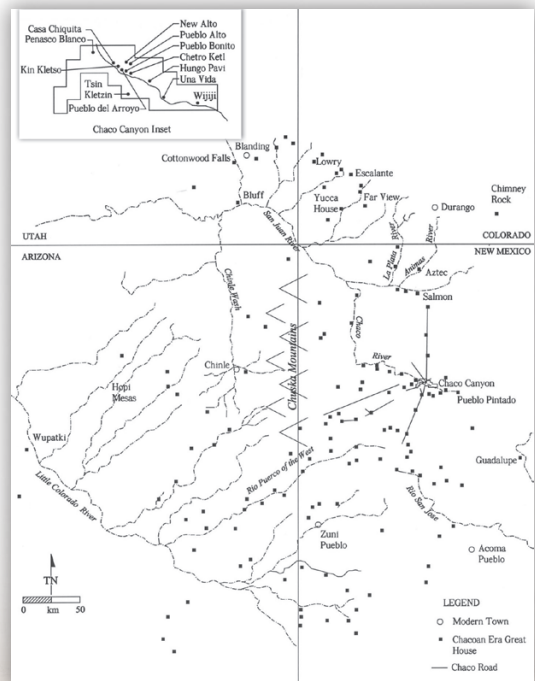 New Alto
Casa Chiquita
Penasco Blanco
Pueblo Alto
Pueblo Bonito
Kin Kletso
Chetro Ketl
Hungo Pavi
Tsin
Kletzin
Una Vida
Wijiji
Pueblo del Arroyo
Chaco Canyon Inset
Blanding
Cottonwood Falls
Lowry
Escalante
Yucca
House
Far View
Chimney
Rock
Bluff
Durango
San Juan River
La Plata
River
Animas
River
UTAH
COLORADO
ARIZONA
NEW MEXICO
Aztec
Salmon
Chinle Wash
Chaco
River
Chuska Mountains
Chinle
Hopi
Mesas
Chaco Canyon
Pueblo Pintado
Wupatki
Guadalupe
Little Colorado River
Rio Puerco of the West
Rio San Jose
Zuni
Pueblo
Acoma
Pueblo
TN
0
50
km
LEGEND
Modern Town
Chacoan Era Great
House
Chaco Road